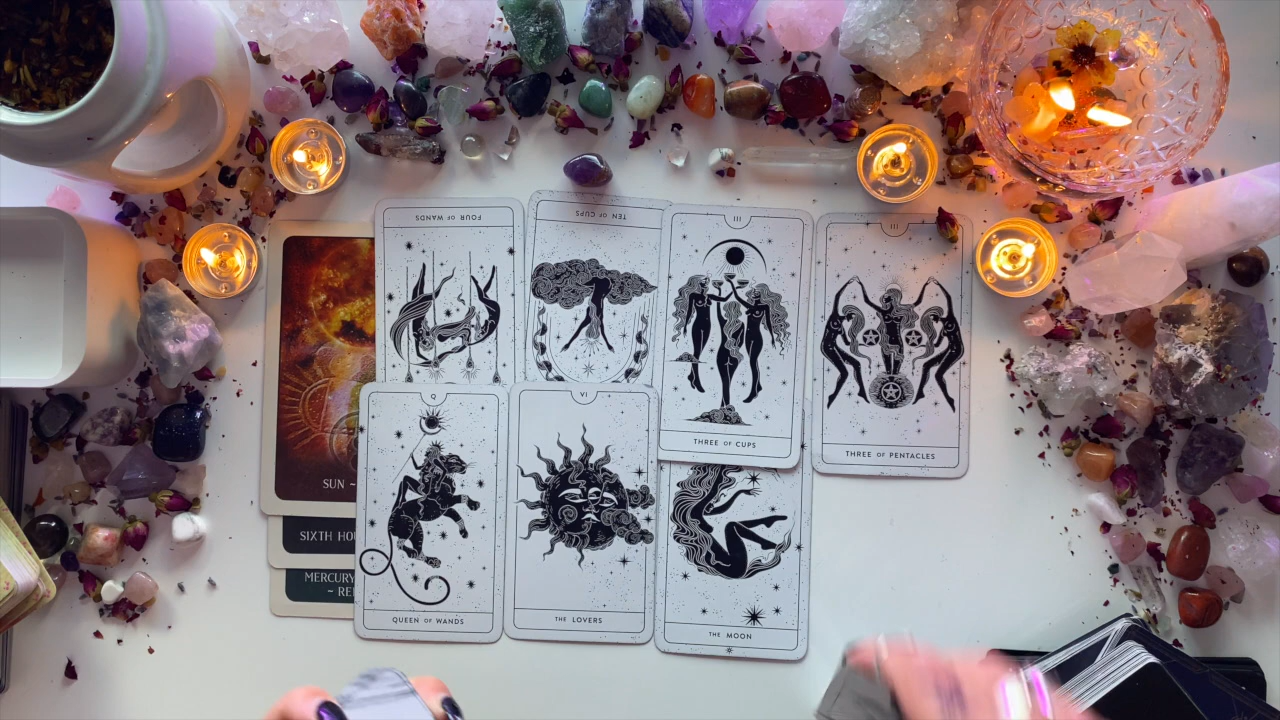 FOUR OF WANDS
TEN OF CUPS
III
III
THREE OF CUPS
THREE OF PENTACLES
SUN ~
SIXTH HOU
MERCURY
~ RE
Q
VI
QUEEN OF WANDS
THE LOVERS
THE MOON